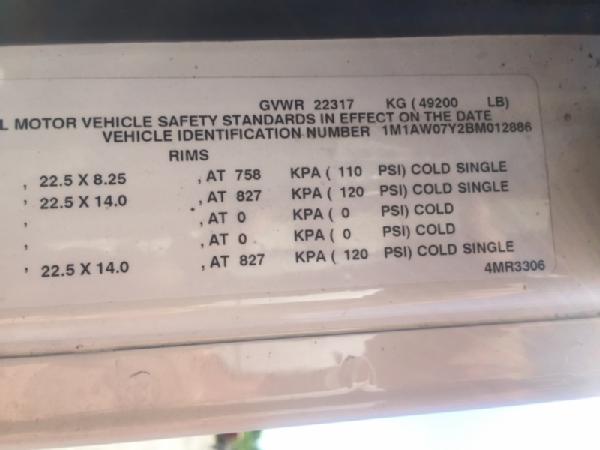 GVWR 22317 KG ( 49200 LB)
L MOTOR VEHICLE SAFETY STANDARDS IN EFFECT ON THE DATE
VEHICLE IDENTIFICATION NUMBER 1M1AW07Y2BM012886
RIMS
, 22.5 X 8.25 , AT 758 KPA ( 110 PSI) COLD SINGLE
, 22.5 X 14.0 , AT 827 KPA ( 120 PSI) COLD SINGLE
, , AT 0 KPA ( 0 PSI) COLD
, , AT 0 KPA ( 0 PSI) COLD
, 22.5 X 14.0 , AT 827 KPA ( 120 PSI) COLD SINGLE
4MR3306